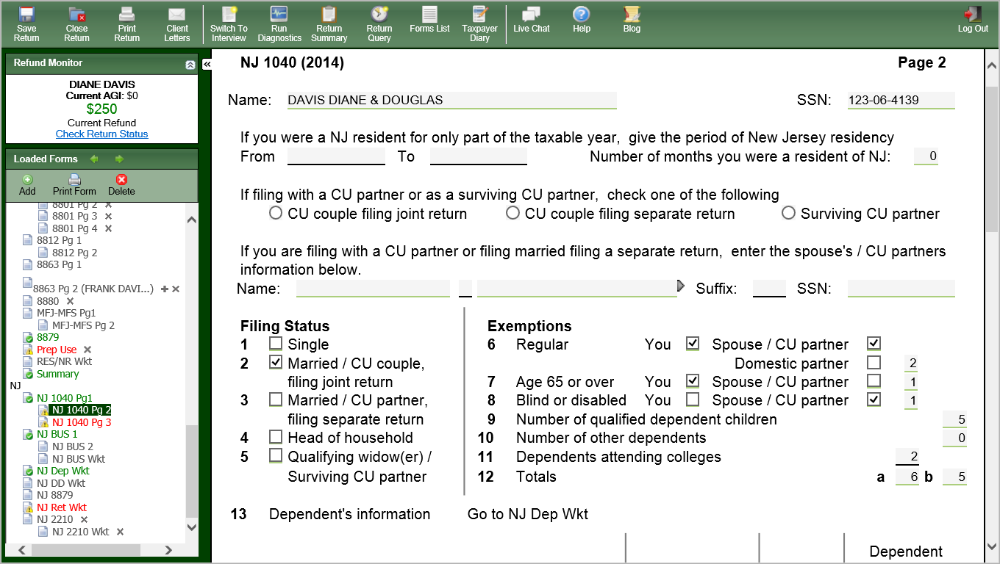 Save Return
Close Return
Print Return
Client Letters
Switch To Interview
Run Diagnostics
Return Summary
Return Query
Forms List
Taxpayer Diary
Live Chat
Help
Blog
Log Out
Refund Monitor
DIANE DAVIS
Current AGI: $0
$250
Current Refund
Check Return Status
Loaded Forms
Add
Print Form
Delete
8801 Pg 2
8801 Pg 3
8801 Pg 4
8812 Pg 1
8812 Pg 2
8863 Pg 1
8863 Pg 2 (FRANK DAVI...)
8880
MFJ-MFS Pg1
MFJ-MFS Pg 2
8879
Prep Use
RES/NR Wkt
Summary
NJ
NJ 1040 Pg1
NJ 1040 Pg 2
NJ 1040 Pg 3
NJ BUS 1
NJ BUS 2
NJ BUS Wkt
NJ Dep Wkt
NJ DD Wkt
NJ 8879
NJ Ret Wkt
NJ 2210
NJ 2210 Wkt
NJ 1040 (2014) Page 2
Name: DAVIS DIANE & DOUGLAS SSN: 123-06-4139
If you were a NJ resident for only part of the taxable year, give the period of New Jersey residency
From To Number of months you were a resident of NJ: 0
If filing with a CU partner or as a surviving CU partner, check one of the following
CU couple filing joint return CU couple filing separate return Surviving CU partner
If you are filing with a CU partner or filing married filing a separate return, enter the spouse's / CU partners
information below.
Name: Suffix: SSN:
Filing Status
1 Single
2 Married / CU couple,
filing joint return
3 Married / CU partner,
filing separate return
4 Head of household
5 Qualifying widow(er) /
Surviving CU partner
Exemptions
6 Regular You Spouse / CU partner
Domestic partner 2
7 Age 65 or over You Spouse / CU partner 1
8 Blind or disabled You Spouse / CU partner 1
9 Number of qualified dependent children 5
10 Number of other dependents 0
11 Dependents attending colleges 2
12 Totals a 6 b 5
13 Dependent's information Go to NJ Dep Wkt
Dependent